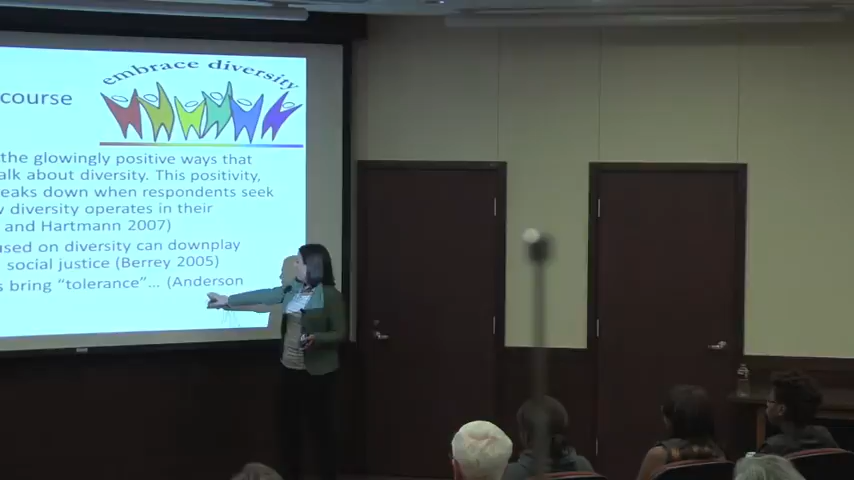 embrace diversity
course
the glowingly positive ways that
alk about diversity. This positivity,
eaks down when respondents seek
diversity operates in their
and Hartmann 2007)
used on diversity can downplay
social justice (Berrey 2005)
s bring "tolerance"... (Anderson